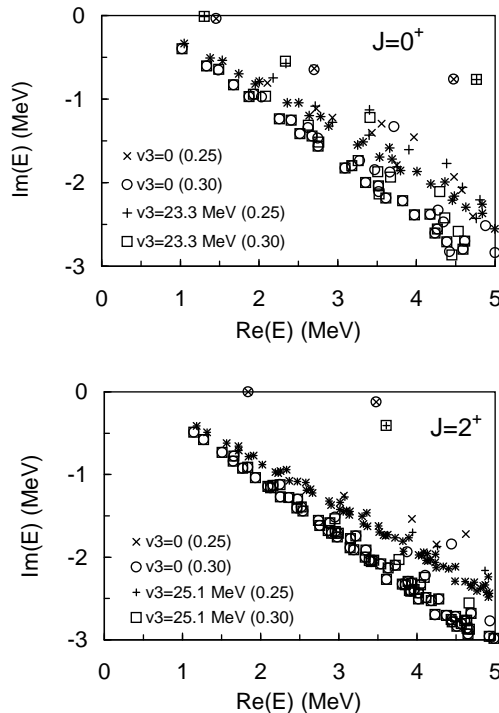 0
-1
-2
-3
Im(E) (MeV)
J=0+
× v3=0 (0.25)
○ v3=0 (0.30)
+ v3=23.3 MeV (0.25)
□ v3=23.3 MeV (0.30)
0 1 2 3 4 5
Re(E) (MeV)
0
-1
-2
-3
Im(E) (MeV)
J=2+
× v3=0 (0.25)
○ v3=0 (0.30)
+ v3=25.1 MeV (0.25)
□ v3=25.1 MeV (0.30)
0 1 2 3 4 5
Re(E) (MeV)